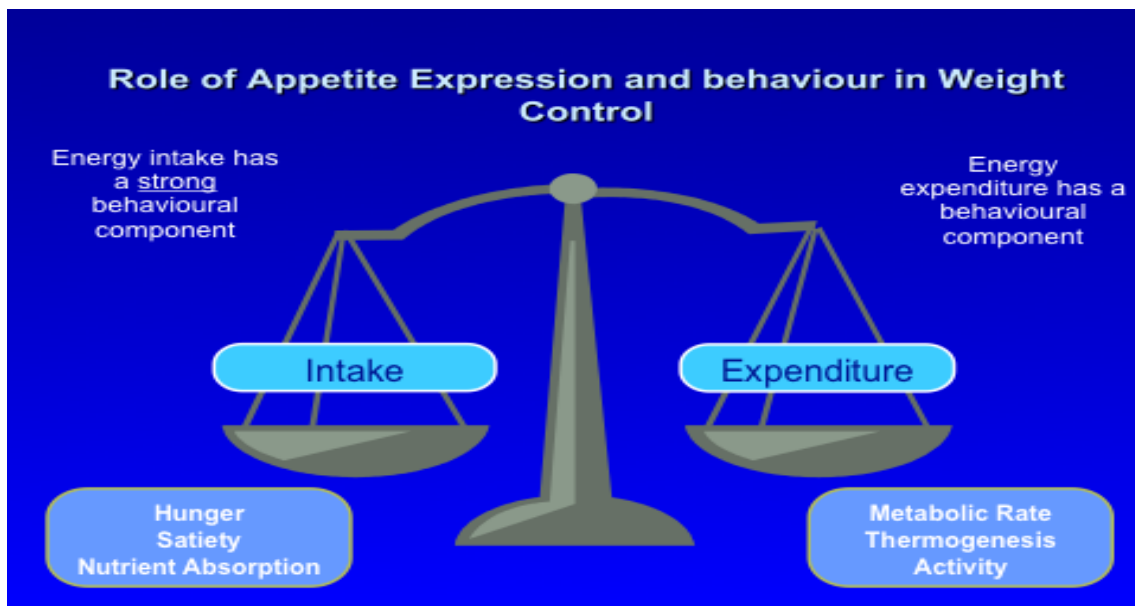 Role of Appetite Expression and behaviour in Weight
Control
Energy intake has
a strong
behavioural
component
Energy
expenditure has a
behavioural
component
Intake
Expenditure
Hunger
Satiety
Nutrient Absorption
Metabolic Rate
Thermogenesis
Activity